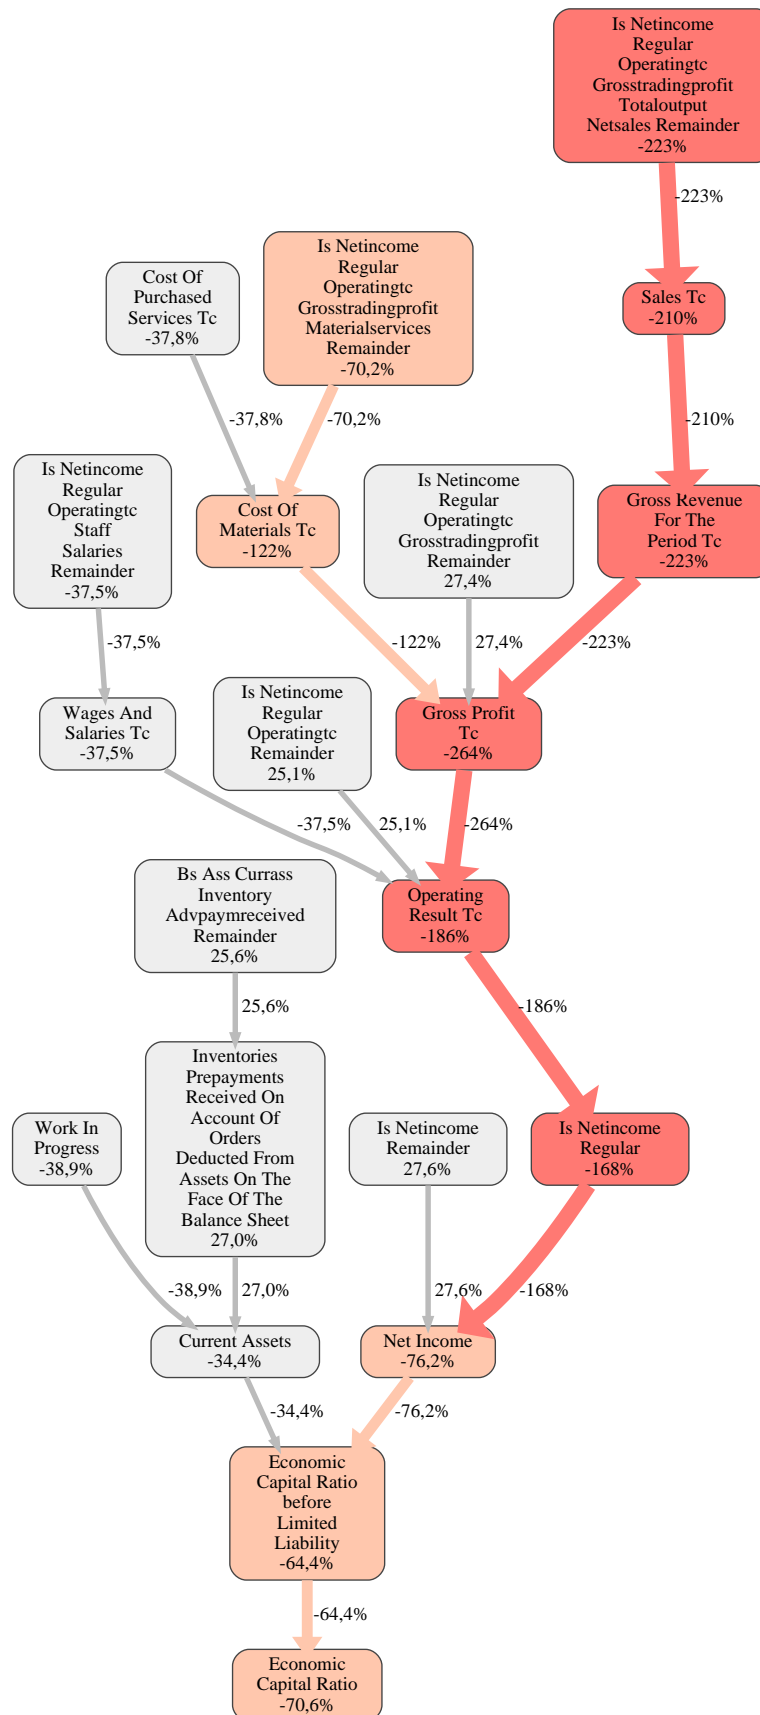 Is Netincome
Regular
Operatingtc
Grosstradingprofit
Totaloutput
Netsales Remainder
-223%
-223%
Is Netincome
Regular
Operatingtc
Grosstradingprofit
Materialservices
Remainder
-70,2%
Cost Of
Purchased
Services Tc
-37,8%
Sales Tc
-210%
-37,8%
-70,2%
-210%
Is Netincome
Regular
Operatingtc
Staff
Salaries
Remainder
-37,5%
Cost Of
Materials Tc
-122%
Is Netincome
Regular
Operatingtc
Grosstradingprofit
Remainder
27,4%
Gross Revenue
For The
Period Tc
-223%
-37,5%
-122%
27,4%
-223%
Wages And
Salaries Tc
-37,5%
Is Netincome
Regular
Operatingtc
Remainder
25,1%
Gross Profit
Tc
-264%
-37,5%
25,1%
-264%
Bs Ass Currass
Inventory
Advpaymreceived
Remainder
25,6%
Operating
Result Tc
-186%
25,6%
-186%
Work In
Progress
-38,9%
Inventories
Prepayments
Received On
Account Of
Orders
Deducted From
Assets On The
Face Of The
Balance Sheet
27,0%
Is Netincome
Remainder
27,6%
Is Netincome
Regular
-168%
-38,9%
27,0%
27,6%
-168%
Current Assets
-34,4%
Net Income
-76,2%
-34,4%
-76,2%
Economic
Capital Ratio
before
Limited
Liability
-64,4%
-64,4%
Economic
Capital Ratio
-70,6%